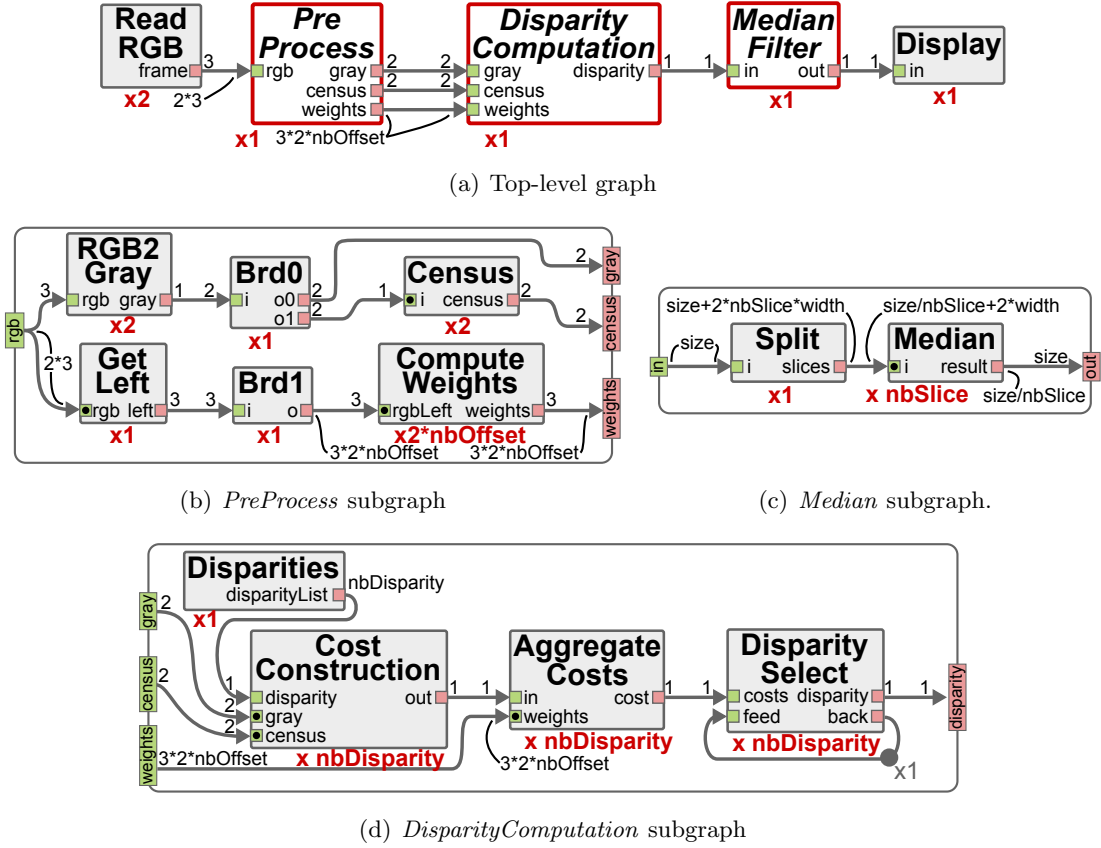 Read
RGB
frame
3
x2
2*3
Pre
Process
rgb
gray
census
weights
2
2
2
2
x1
3*2*nbOffset
Disparity
Computation
gray
disparity
census
weights
x1
1
1
Median
Filter
in
out
x1
1
1
Display
in
x1
(a) Top-level graph
rgb
3
RGB2
Gray
rgb gray
x2
1
2
Brd0
i
o0
o1
x1
2
2
1
Census
i
census
x2
2
2
gray
2
census
2*3
3
Get
Left
rgb left
x1
3
3
Brd1
i
o
x1
3
3*2*nbOffset
Compute
Weights
rgbLeft weights
x2*nbOffset
3
3*2*nbOffset
weights
(b) PreProcess subgraph
in
size
size+2*nbSlice*width
Split
i
slices
x1
size/nbSlice+2*width
Median
i
result
x nbSlice
size
size/nbSlice
out
(c) Median subgraph.
Disparities
disparityList
nbDisparity
x1
gray
2
census
2
weights
3*2*nbOffset
1
2
2
Cost
Construction
disparity
out
gray
census
x nbDisparity
1
1
Aggregate
Costs
in
cost
weights
x nbDisparity
3*2*nbOffset
1
1
Disparity
Select
costs disparity
feed
back
x nbDisparity
x1
1
1
disparity
(d) DisparityComputation subgraph